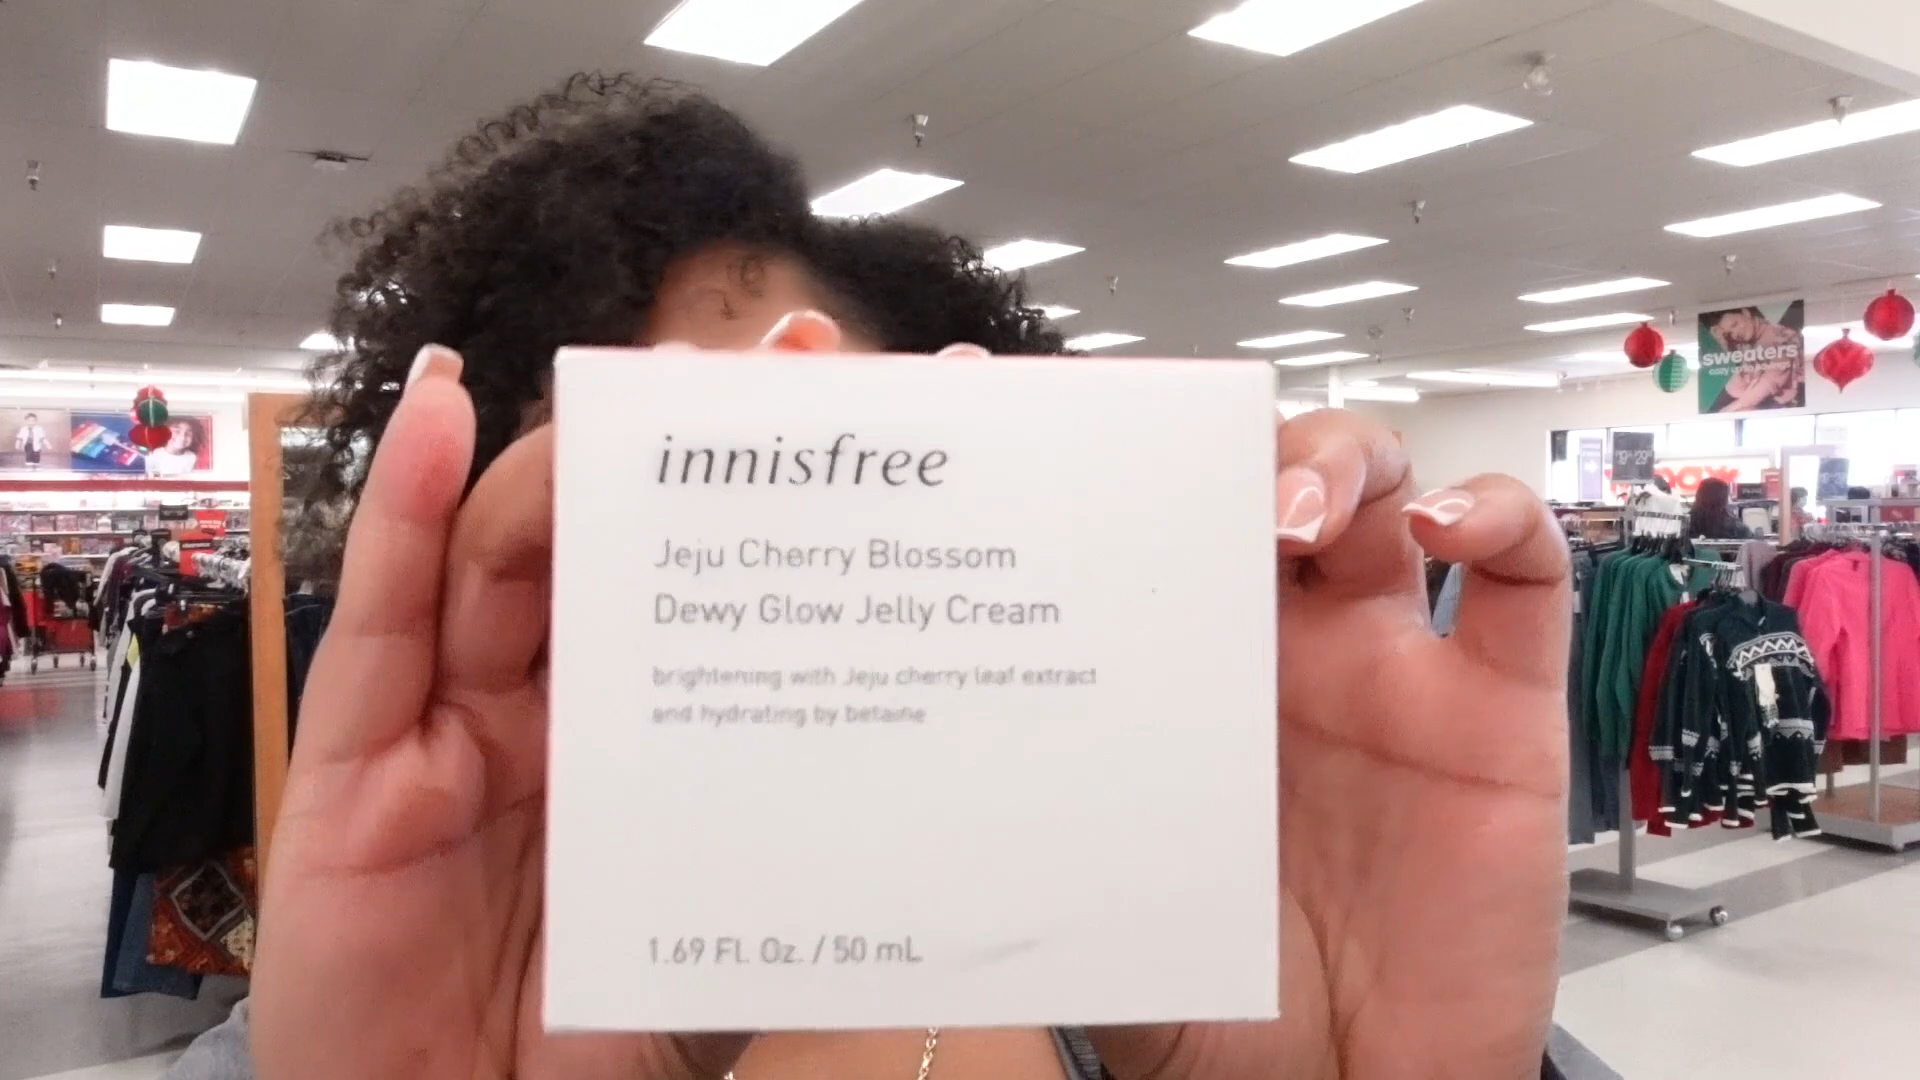 innisfree
Jeju Cherry Blossom
Dewy Glow Jelly Cream
brightening with Jeju cherry leaf extract
and hydrating by betaine
1.69 FL Oz. / 50 mL
sweaters